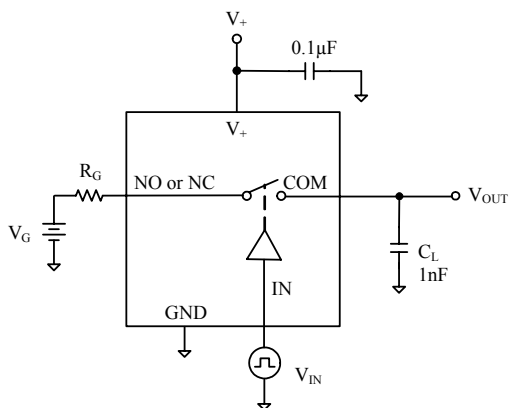 V+
0.1µF
V+
RG
NO or NC
COM
VOUT
VG
CL
1nF
IN
GND
VIN